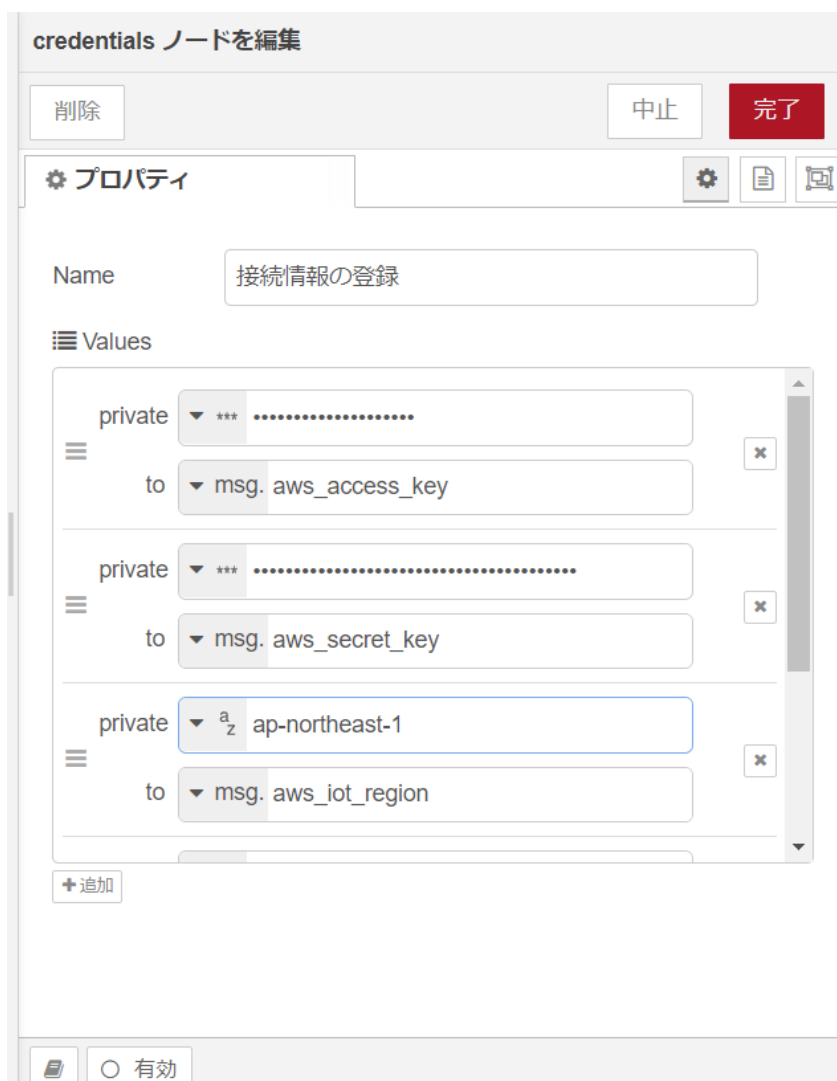 credentials ノードを編集
削除
中止
完了
プロパティ
Name
接続情報の登録
Values
private
*** ••••••••••••••••••••
to
msg. aws_access_key
private
*** ••••••••••••••••••••••••••••••••••••••••
to
msg. aws_secret_key
private
az ap-northeast-1
to
msg. aws_iot_region
追加
有効